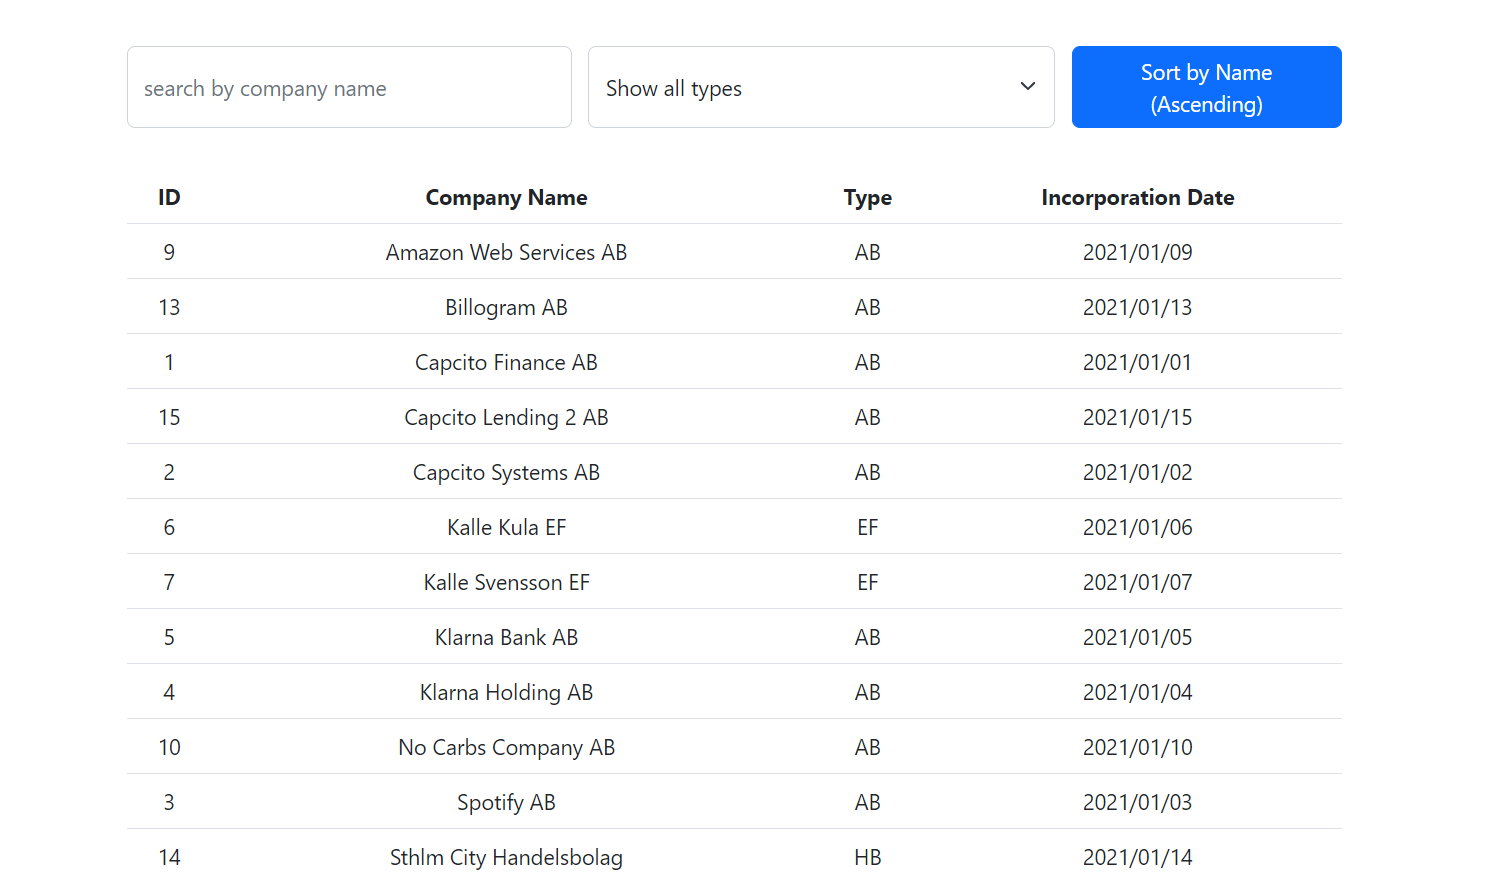 search by company name
Show all types
Sort by Name
(Ascending)
ID Company Name Type Incorporation Date
9 Amazon Web Services AB AB 2021/01/09
13 Billogram AB AB 2021/01/13
1 Capcito Finance AB AB 2021/01/01
15 Capcito Lending 2 AB AB 2021/01/15
2 Capcito Systems AB AB 2021/01/02
6 Kalle Kula EF EF 2021/01/06
7 Kalle Svensson EF EF 2021/01/07
5 Klarna Bank AB AB 2021/01/05
4 Klarna Holding AB AB 2021/01/04
10 No Carbs Company AB AB 2021/01/10
3 Spotify AB AB 2021/01/03
14 Sthlm City Handelsbolag HB 2021/01/14